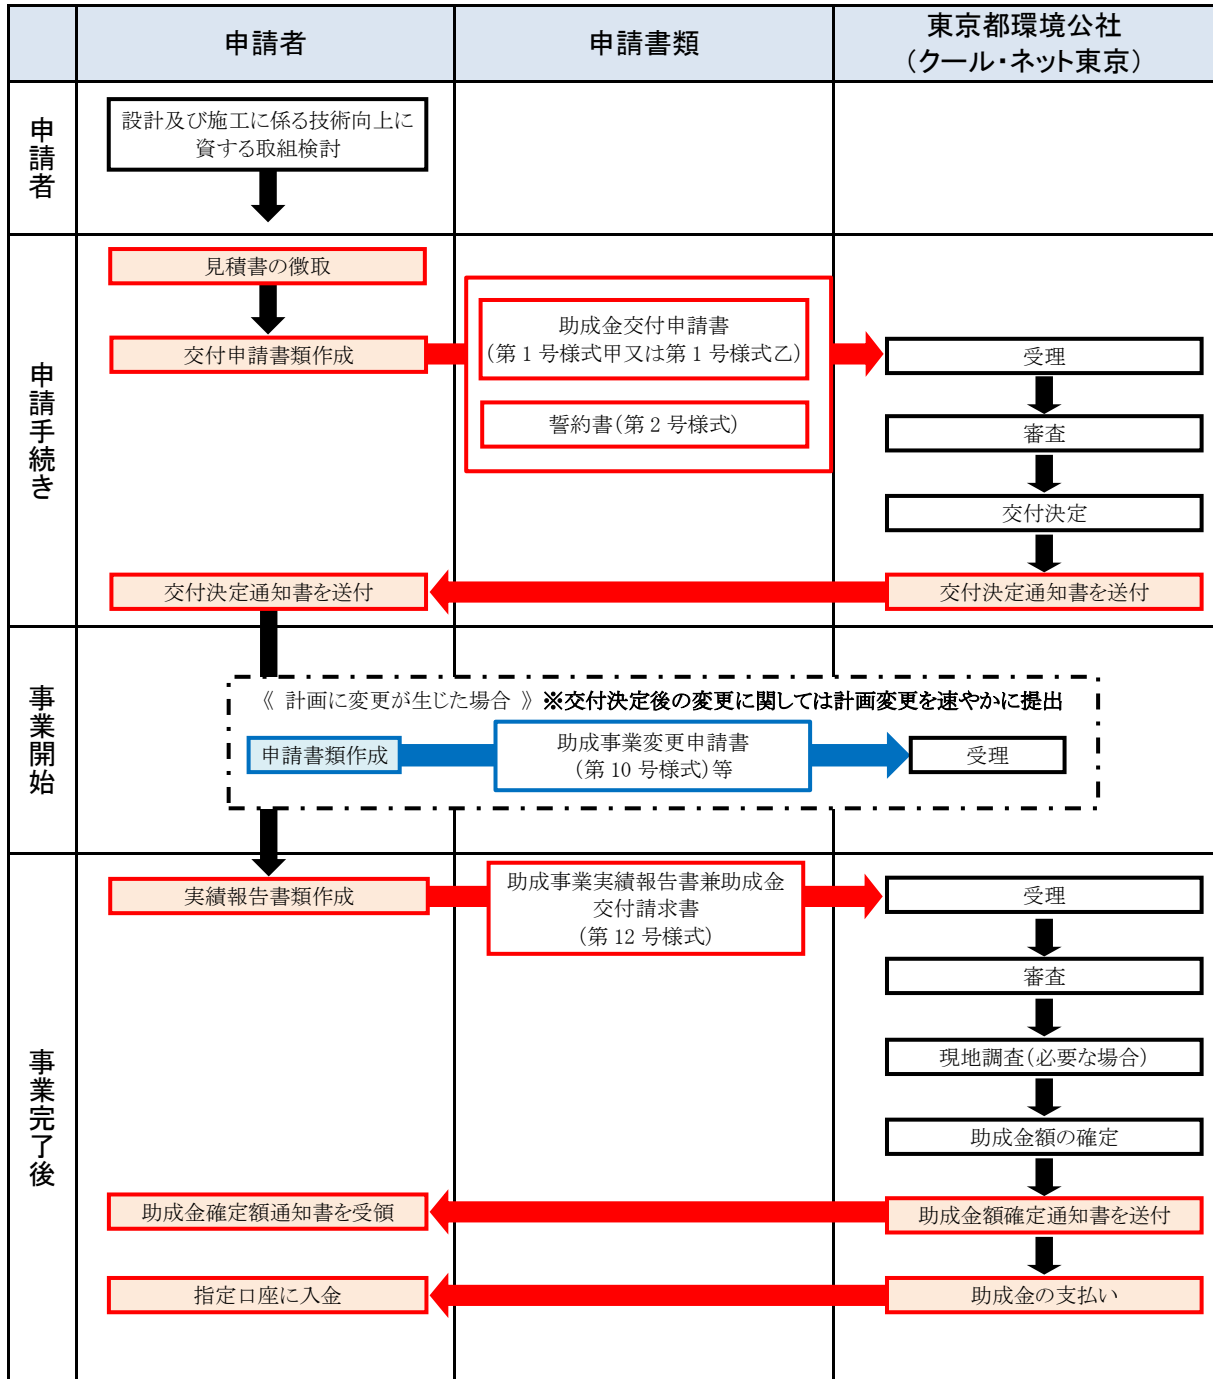 申請者
申請書類
東京都環境公社
（クール・ネット東京）
申請者
設計及び施工に係る技術向上に
資する取組検討
申請手続き
見積書の徴取
交付申請書類作成
助成金交付申請書
（第１号様式甲又は第１号様式乙）
誓約書（第２号様式）
受理
審査
交付決定
交付決定通知書を送付
交付決定通知書を送付
事業開始
《 計画に変更が生じた場合 》※交付決定後の変更に関しては計画変更を速やかに提出
申請書類作成
助成事業変更申請書
（第 10 号様式）等
受理
事業完了後
実績報告書類作成
助成事業実績報告書兼助成金
交付請求書
（第 12 号様式）
受理
審査
現地調査（必要な場合）
助成金額の確定
助成金確定額通知書を受領
助成金額確定通知書を送付
指定口座に入金
助成金の支払い